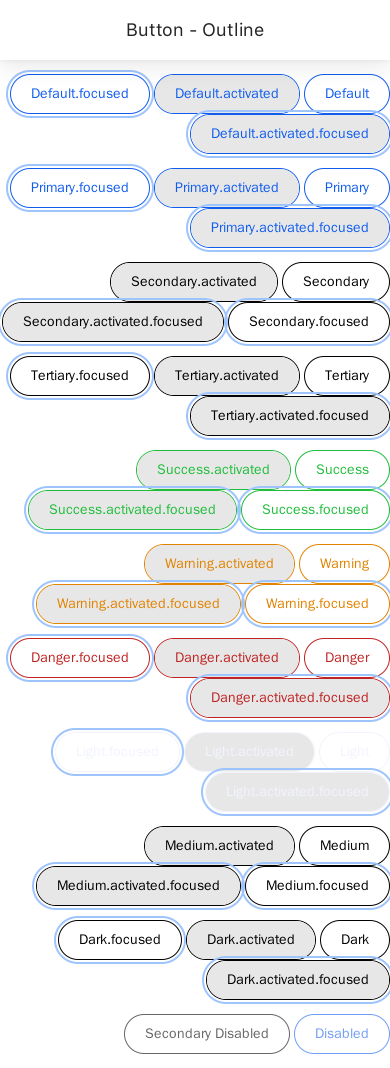 Button - Outline
Default.focused Default.activated Default
Default.activated.focused
Primary.focused Primary.activated Primary
Primary.activated.focused
Secondary.activated Secondary
Secondary.activated.focused Secondary.focused
Tertiary.focused Tertiary.activated Tertiary
Tertiary.activated.focused
Success.activated Success
Success.activated.focused Success.focused
Warning.activated Warning
Warning.activated.focused Warning.focused
Danger.focused Danger.activated Danger
Danger.activated.focused
Light.focused Light.activated Light
Light.activated.focused
Medium.activated Medium
Medium.activated.focused Medium.focused
Dark.focused Dark.activated Dark
Dark.activated.focused
Secondary Disabled Disabled